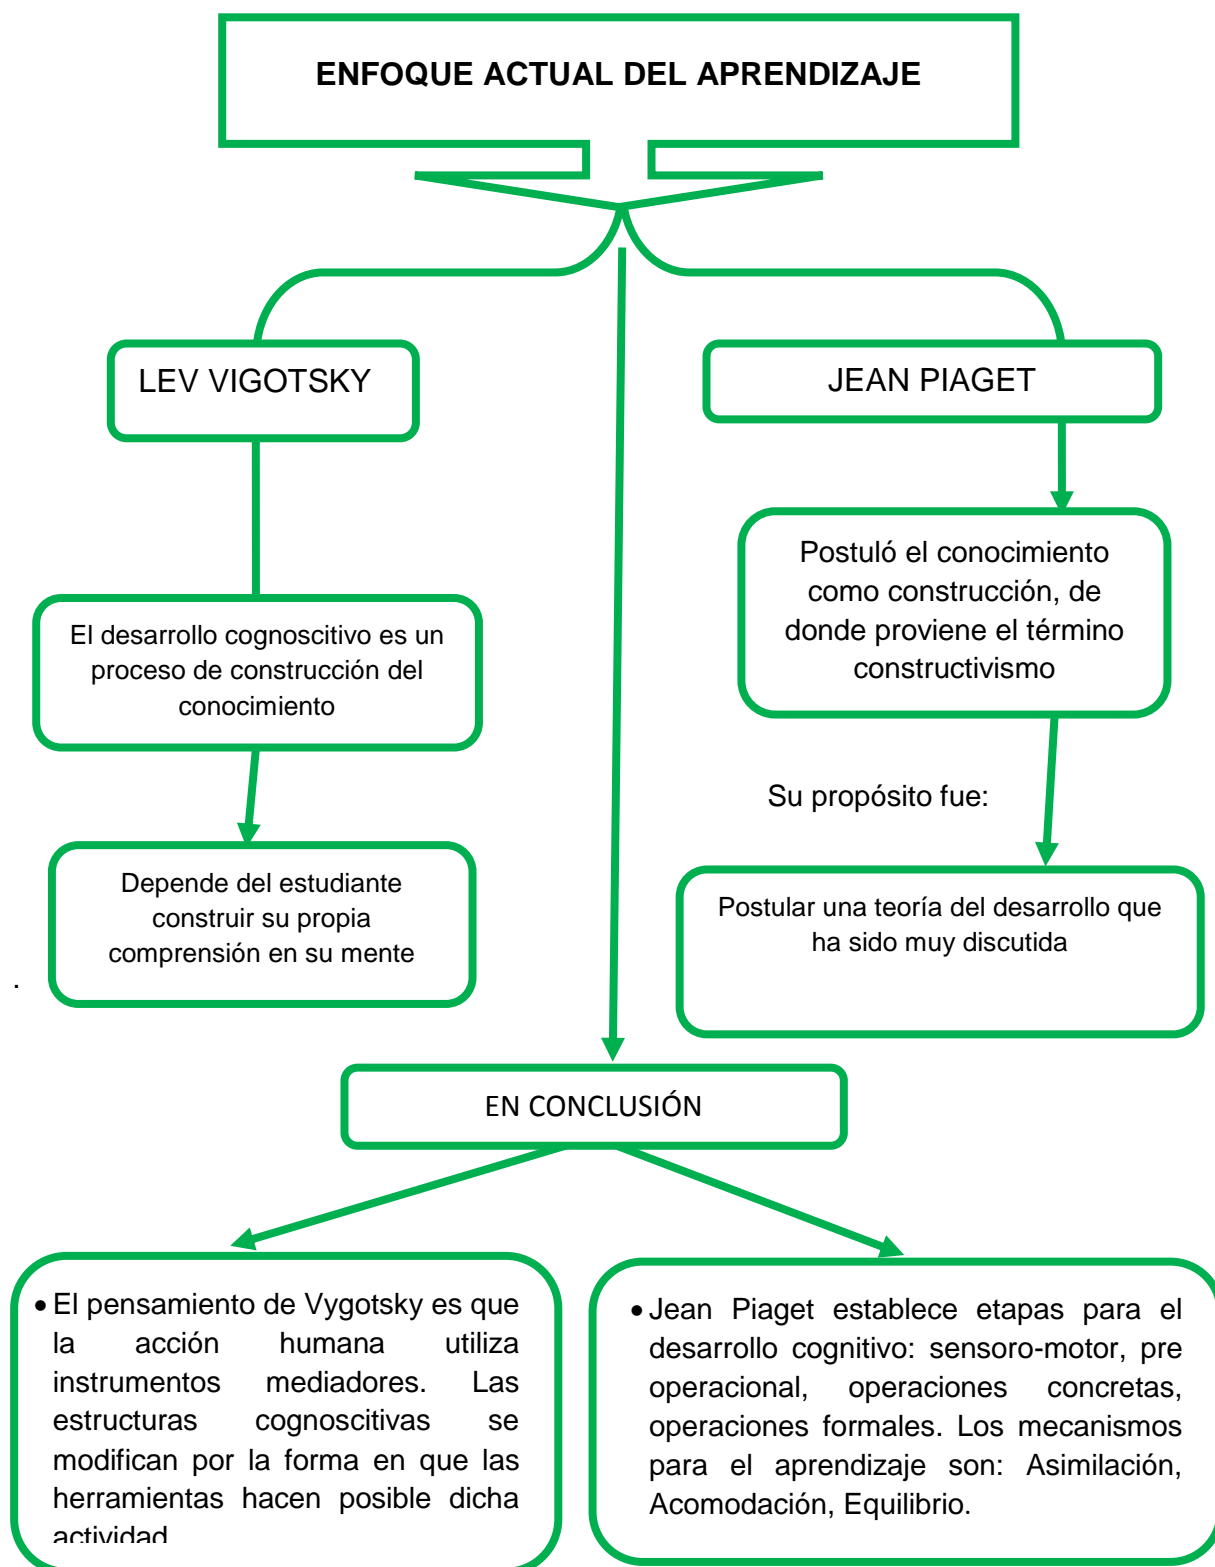 ENFOQUE ACTUAL DEL APRENDIZAJE
LEV VIGOTSKY
JEAN PIAGET
El desarrollo cognoscitivo es un
proceso de construcción del
conocimiento
Depende del estudiante
construir su propia
comprensión en su mente
.
Postuló el conocimiento
como construcción, de
donde proviene el término
constructivismo
Su propósito fue:
Postular una teoría del desarrollo que
ha sido muy discutida
EN CONCLUSIÓN
• El pensamiento de Vygotsky es que
la acción humana utiliza
instrumentos mediadores. Las
estructuras cognoscitivas se
modifican por la forma en que las
herramientas hacen posible dicha
actividad
• Jean Piaget establece etapas para el
desarrollo cognitivo: sensoro-motor, pre
operacional, operaciones concretas,
operaciones formales. Los mecanismos
para el aprendizaje son: Asimilación,
Acomodación, Equilibrio.